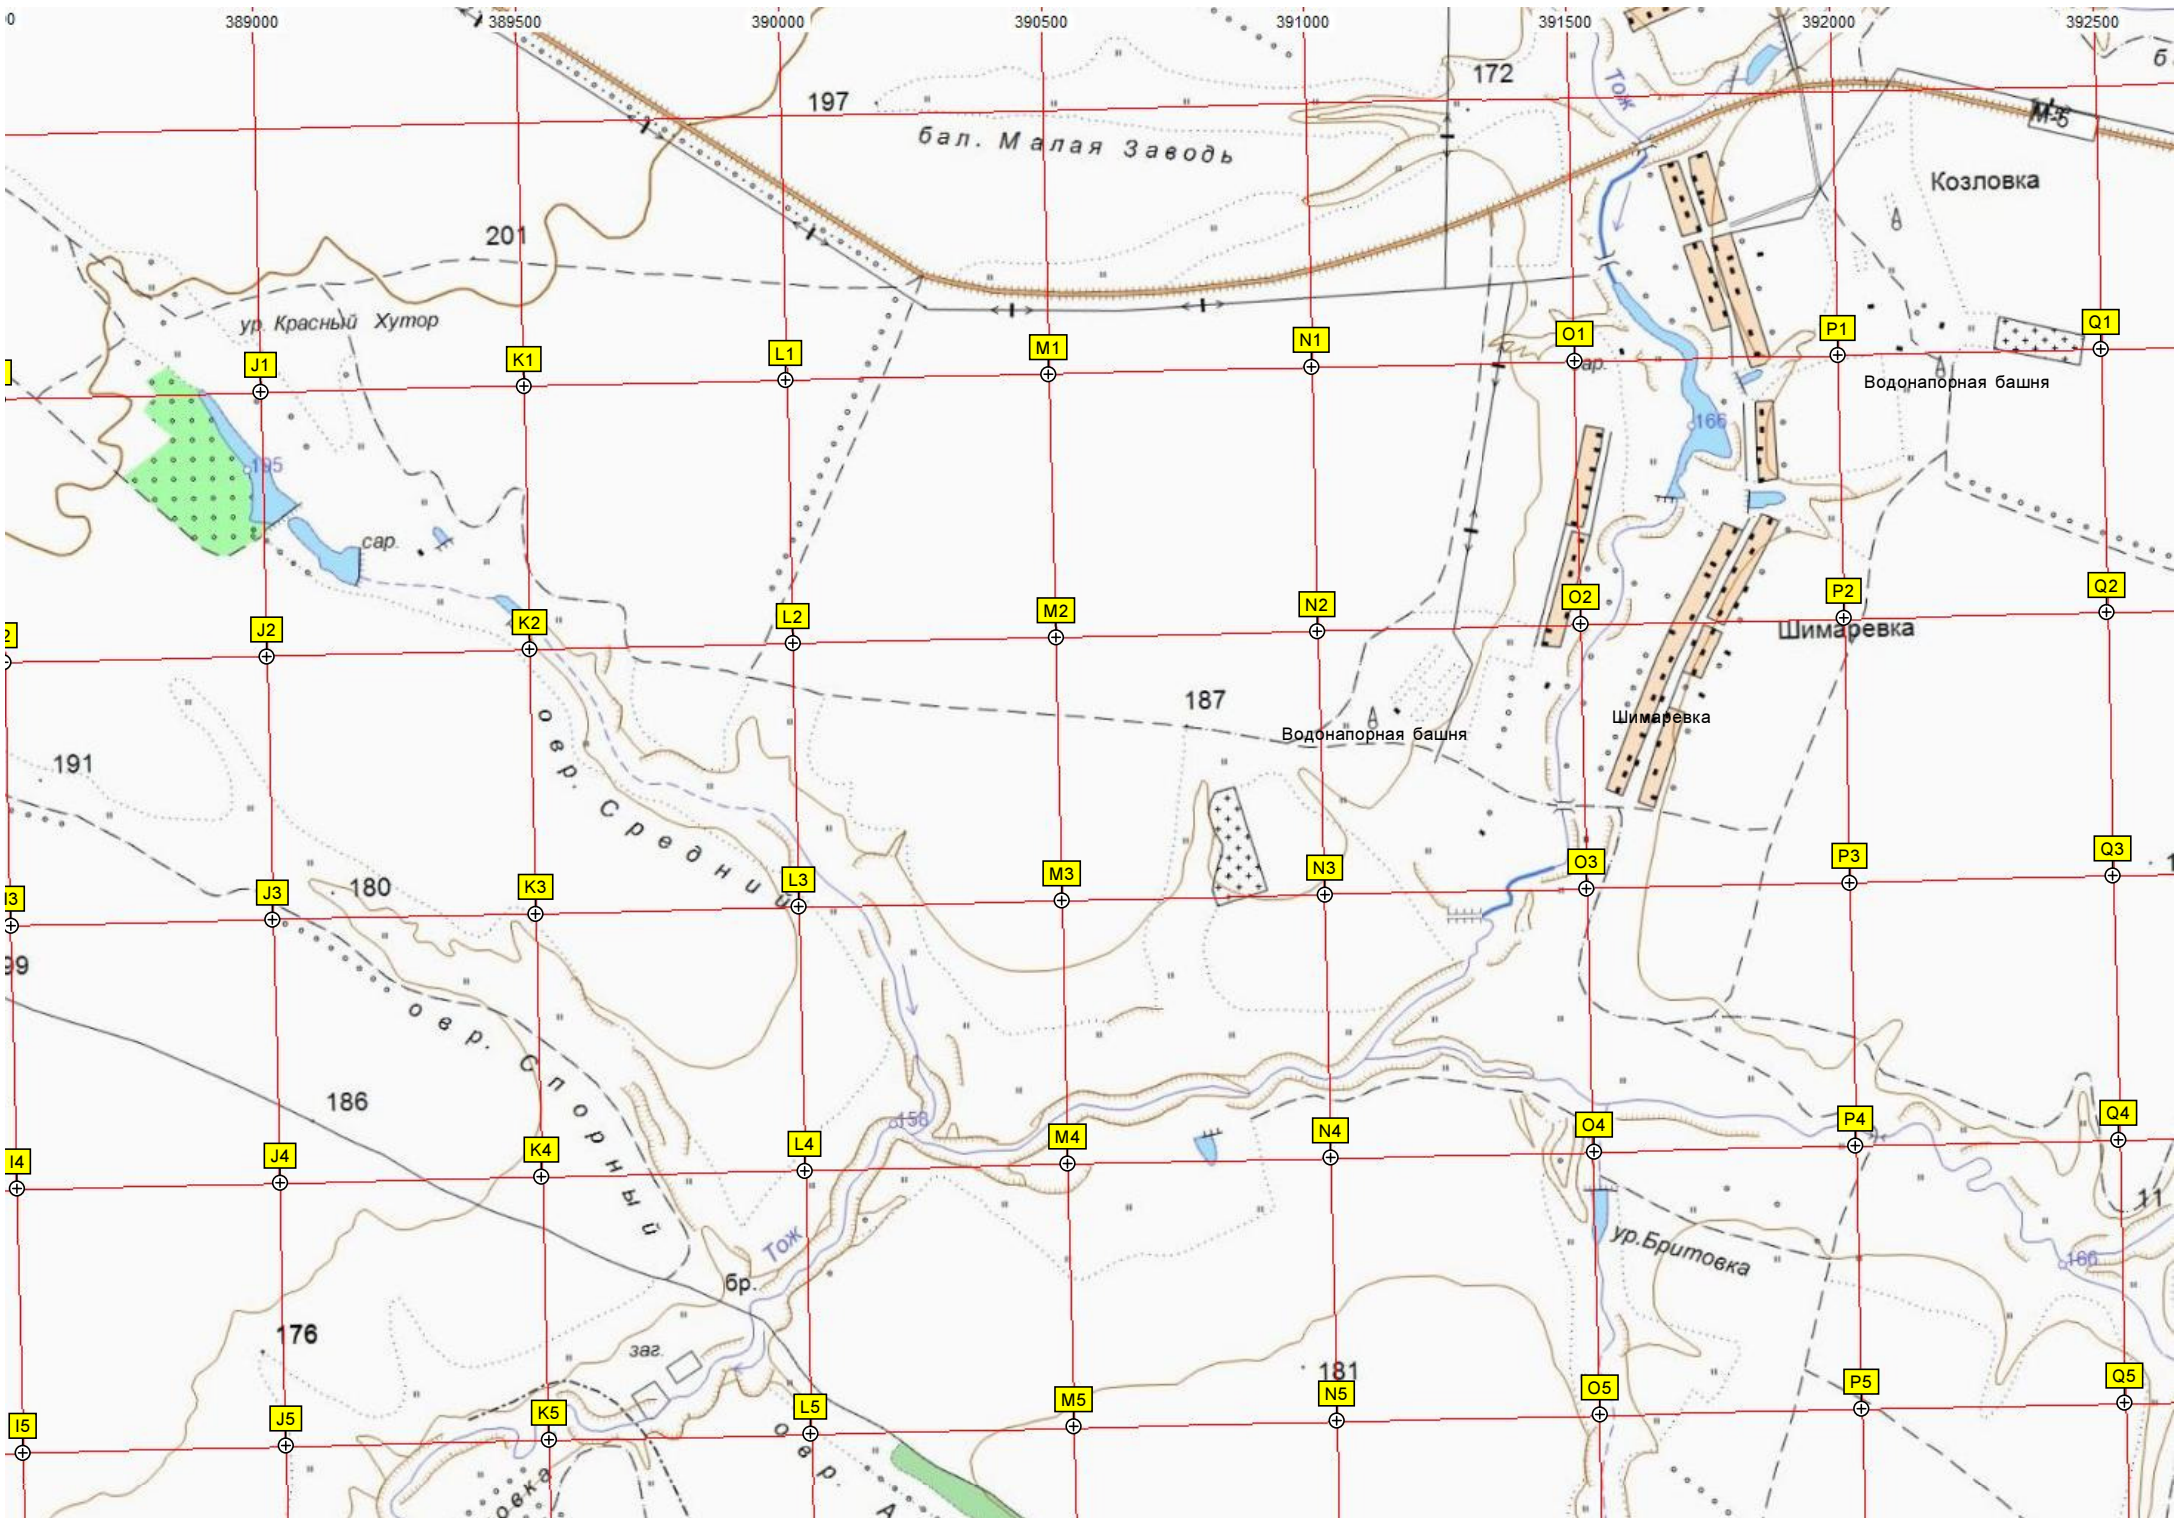 389000 389500 390000 390500 391000 391500 392000 392500
172
197
Тож
М-5
бал. Малая Заводь
Козловка
201
ур. Красный Хутор
J1 K1 L1 M1 N1 O1 P1 Q1
Водонапорная башня
166
195
сар.
J2 K2 L2 M2 N2 O2 P2 Q2
Шимаревка
187
Шимаревка
Водонапорная башня
191
овр. Средний
180
I3 J3 K3 L3 M3 N3 O3 P3 Q3
овр. Спорный
186
158
I4 J4 K4 L4 M4 N4 O4 P4 Q4
11
Тож
ур.Бритовка
166
бр.
176
заг.
181
I5 J5 K5 L5 M5 N5 O5 P5 Q5
овр. А